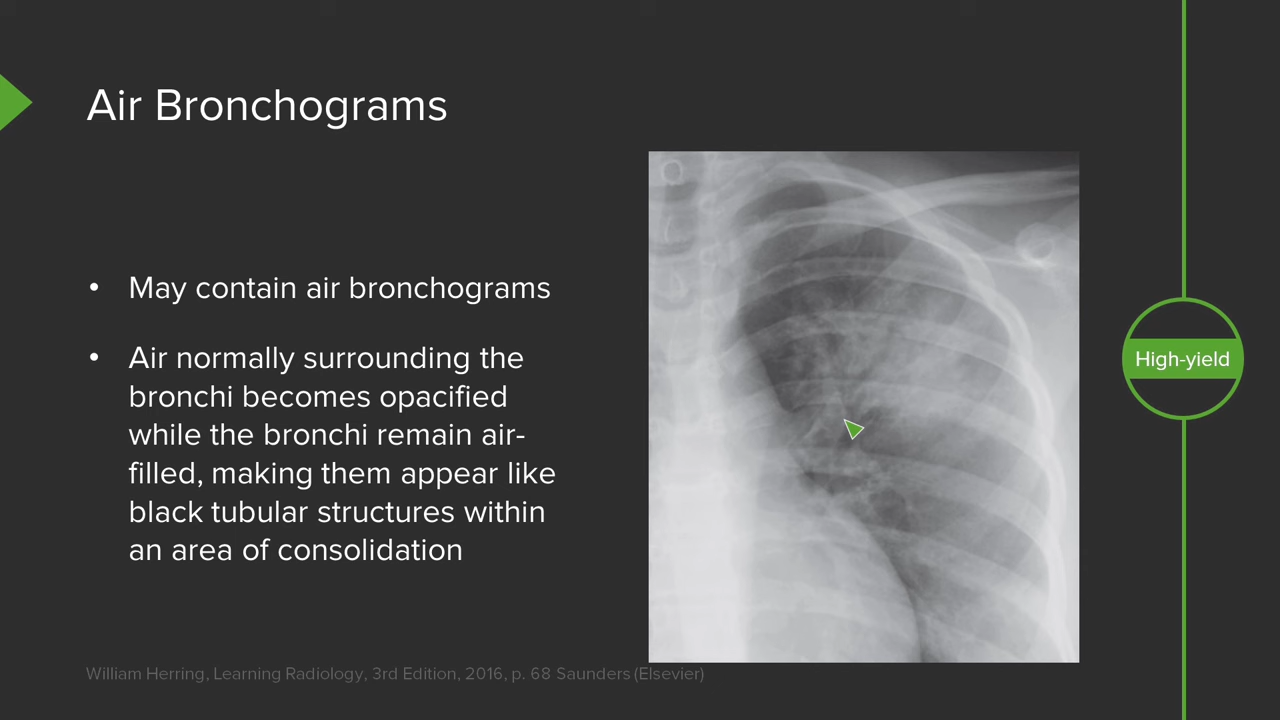 Air Bronchograms
• May contain air bronchograms
• Air normally surrounding the
bronchi becomes opacified
while the bronchi remain air-
filled, making them appear like
black tubular structures within
an area of consolidation
High-yield
William Herring, Learning Radiology, 3rd Edition, 2016, p. 68 Saunders (Elsevier)